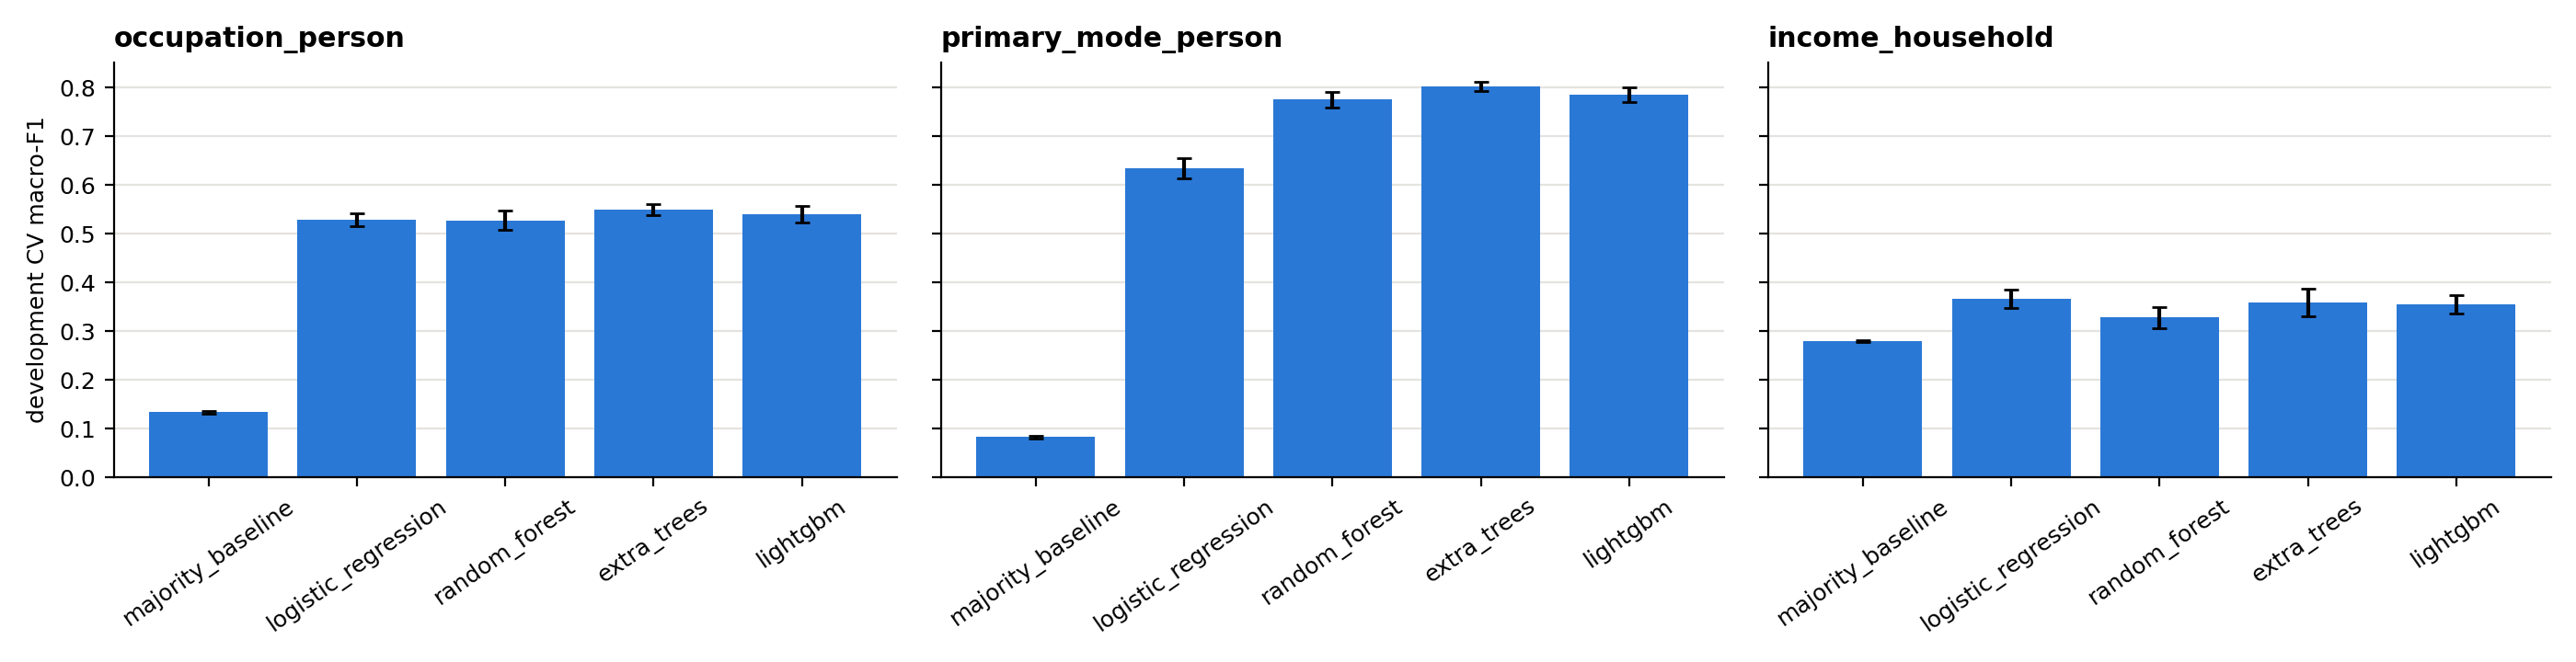 occupation_person
primary_mode_person
income_household
development CV macro-F1
0.8
0.7
0.6
0.5
0.4
0.3
0.2
0.1
0.0
majority_baseline
logistic_regression
random_forest
extra_trees
lightgbm
majority_baseline
logistic_regression
random_forest
extra_trees
lightgbm
majority_baseline
logistic_regression
random_forest
extra_trees
lightgbm